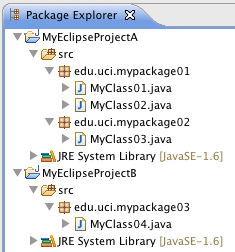 Package Explorer
MyEclipseProjectA
src
edu.uci.mypackage01
MyClass01.java
MyClass02.java
edu.uci.mypackage02
MyClass03.java
JRE System Library [JavaSE-1.6]
MyEclipseProjectB
src
edu.uci.mypackage03
MyClass04.java
JRE System Library [JavaSE-1.6]